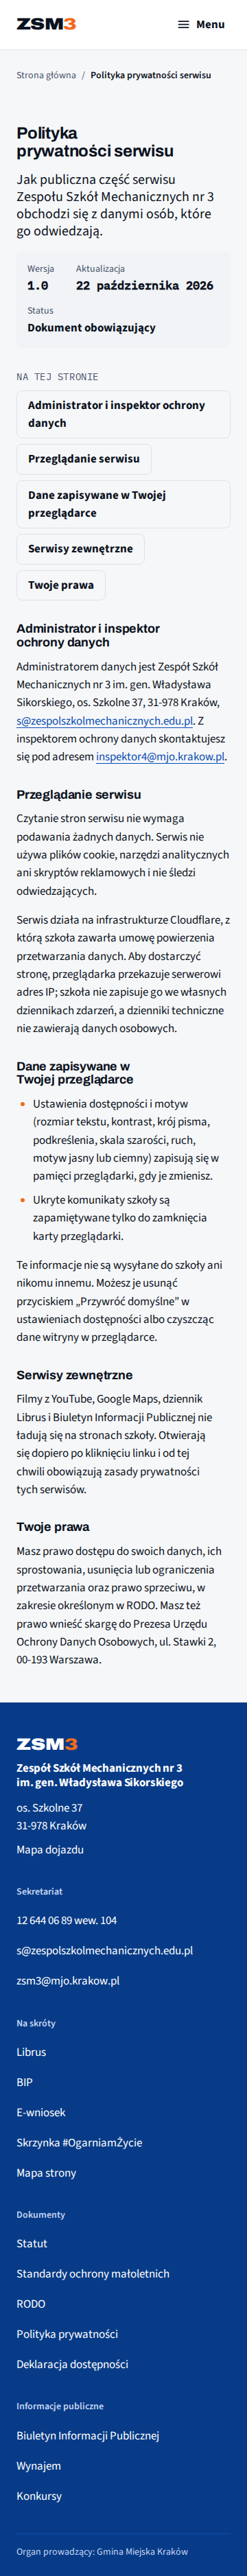 ZSM3
Menu
Strona główna / Polityka prywatności serwisu
Polityka
prywatności serwisu
Jak publiczna część serwisu
Zespołu Szkół Mechanicznych nr 3
obchodzi się z danymi osób, które
go odwiedzają.
Wersja
1.0
Aktualizacja
22 października 2026
Status
Dokument obowiązujący
NA TEJ STRONIE
Administrator i inspektor ochrony
danych
Przeglądanie serwisu
Dane zapisywane w Twojej
przeglądarce
Serwisy zewnętrzne
Twoje prawa
Administrator i inspektor
ochrony danych
Administratorem danych jest Zespół Szkół
Mechanicznych nr 3 im. gen. Władysława
Sikorskiego, os. Szkolne 37, 31-978 Kraków,
s@zespolszkolmechanicznych.edu.pl. Z
inspektorem ochrony danych skontaktujesz
się pod adresem inspektor4@mjo.krakow.pl.
Przeglądanie serwisu
Czytanie stron serwisu nie wymaga
podawania żadnych danych. Serwis nie
używa plików cookie, narzędzi analitycznych
ani skryptów reklamowych i nie śledzi
odwiedzających.
Serwis działa na infrastrukturze Cloudflare, z
którą szkoła zawarła umowę powierzenia
przetwarzania danych. Aby dostarczyć
stronę, przeglądarka przekazuje serwerowi
adres IP; szkoła nie zapisuje go we własnych
dziennikach zdarzeń, a dzienniki techniczne
nie zawierają danych osobowych.
Dane zapisywane w
Twojej przeglądarce
Ustawienia dostępności i motyw
(rozmiar tekstu, kontrast, krój pisma,
podkreślenia, skala szarości, ruch,
motyw jasny lub ciemny) zapisują się w
pamięci przeglądarki, gdy je zmienisz.
Ukryte komunikaty szkoły są
zapamiętywane tylko do zamknięcia
karty przeglądarki.
Te informacje nie są wysyłane do szkoły ani
nikomu innemu. Możesz je usunąć
przyciskiem „Przywróć domyślne” w
ustawieniach dostępności albo czyszcząc
dane witryny w przeglądarce.
Serwisy zewnętrzne
Filmy z YouTube, Google Maps, dziennik
Librus i Biuletyn Informacji Publicznej nie
ładują się na stronach szkoły. Otwierają
się dopiero po kliknięciu linku i od tej
chwili obowiązują zasady prywatności
tych serwisów.
Twoje prawa
Masz prawo dostępu do swoich danych, ich
sprostowania, usunięcia lub ograniczenia
przetwarzania oraz prawo sprzeciwu, w
zakresie określonym w RODO. Masz też
prawo wnieść skargę do Prezesa Urzędu
Ochrony Danych Osobowych, ul. Stawki 2,
00-193 Warszawa.
ZSM3
Zespół Szkół Mechanicznych nr 3
im. gen. Władysława Sikorskiego
os. Szkolne 37
31-978 Kraków
Mapa dojazdu
Sekretariat
12 644 06 89 wew. 104
s@zespolszkolmechanicznych.edu.pl
zsm3@mjo.krakow.pl
Na skróty
Librus
BIP
E-wniosek
Skrzynka #OgarniamŻycie
Mapa strony
Dokumenty
Statut
Standardy ochrony małoletnich
RODO
Polityka prywatności
Deklaracja dostępności
Informacje publiczne
Biuletyn Informacji Publicznej
Wynajem
Konkursy
Organ prowadzący: Gmina Miejska Kraków